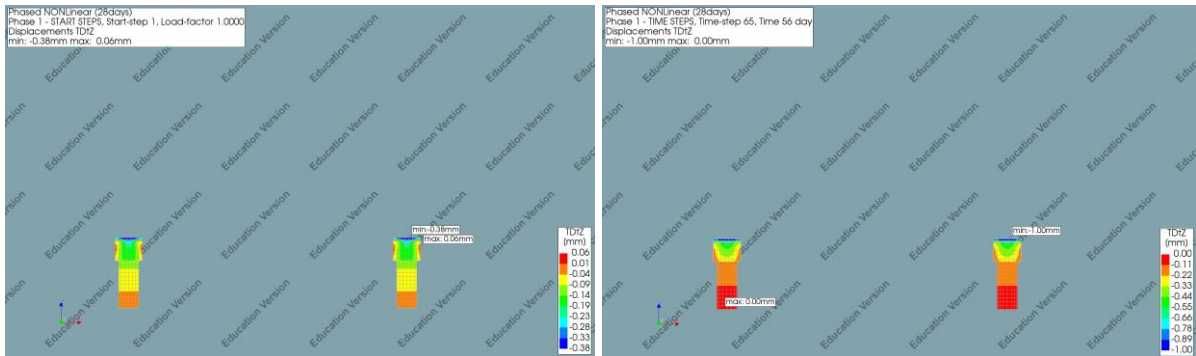 Phased NONLinear (28days)
Phase 1 - START STEPS, Start-step 1, Load-factor 1.0000
Displacements TDtZ
min: -0.38mm max: 0.06mm
min:-0.38mm
max: 0.06mm
TDtZ
(mm)
0.06
0.01
-0.04
-0.09
-0.14
-0.19
-0.23
-0.28
-0.33
-0.38
Education Version
Phased NONLinear (28days)
Phase 1 - TIME STEPS, Time-step 65, Time 56 day
Displacements TDtZ
min: -1.00mm max: 0.00mm
min:-1.00mm
max: 0.00mm
TDtZ
(mm)
0.00
-0.11
-0.22
-0.33
-0.44
-0.55
-0.66
-0.78
-0.89
-1.00
Education Version